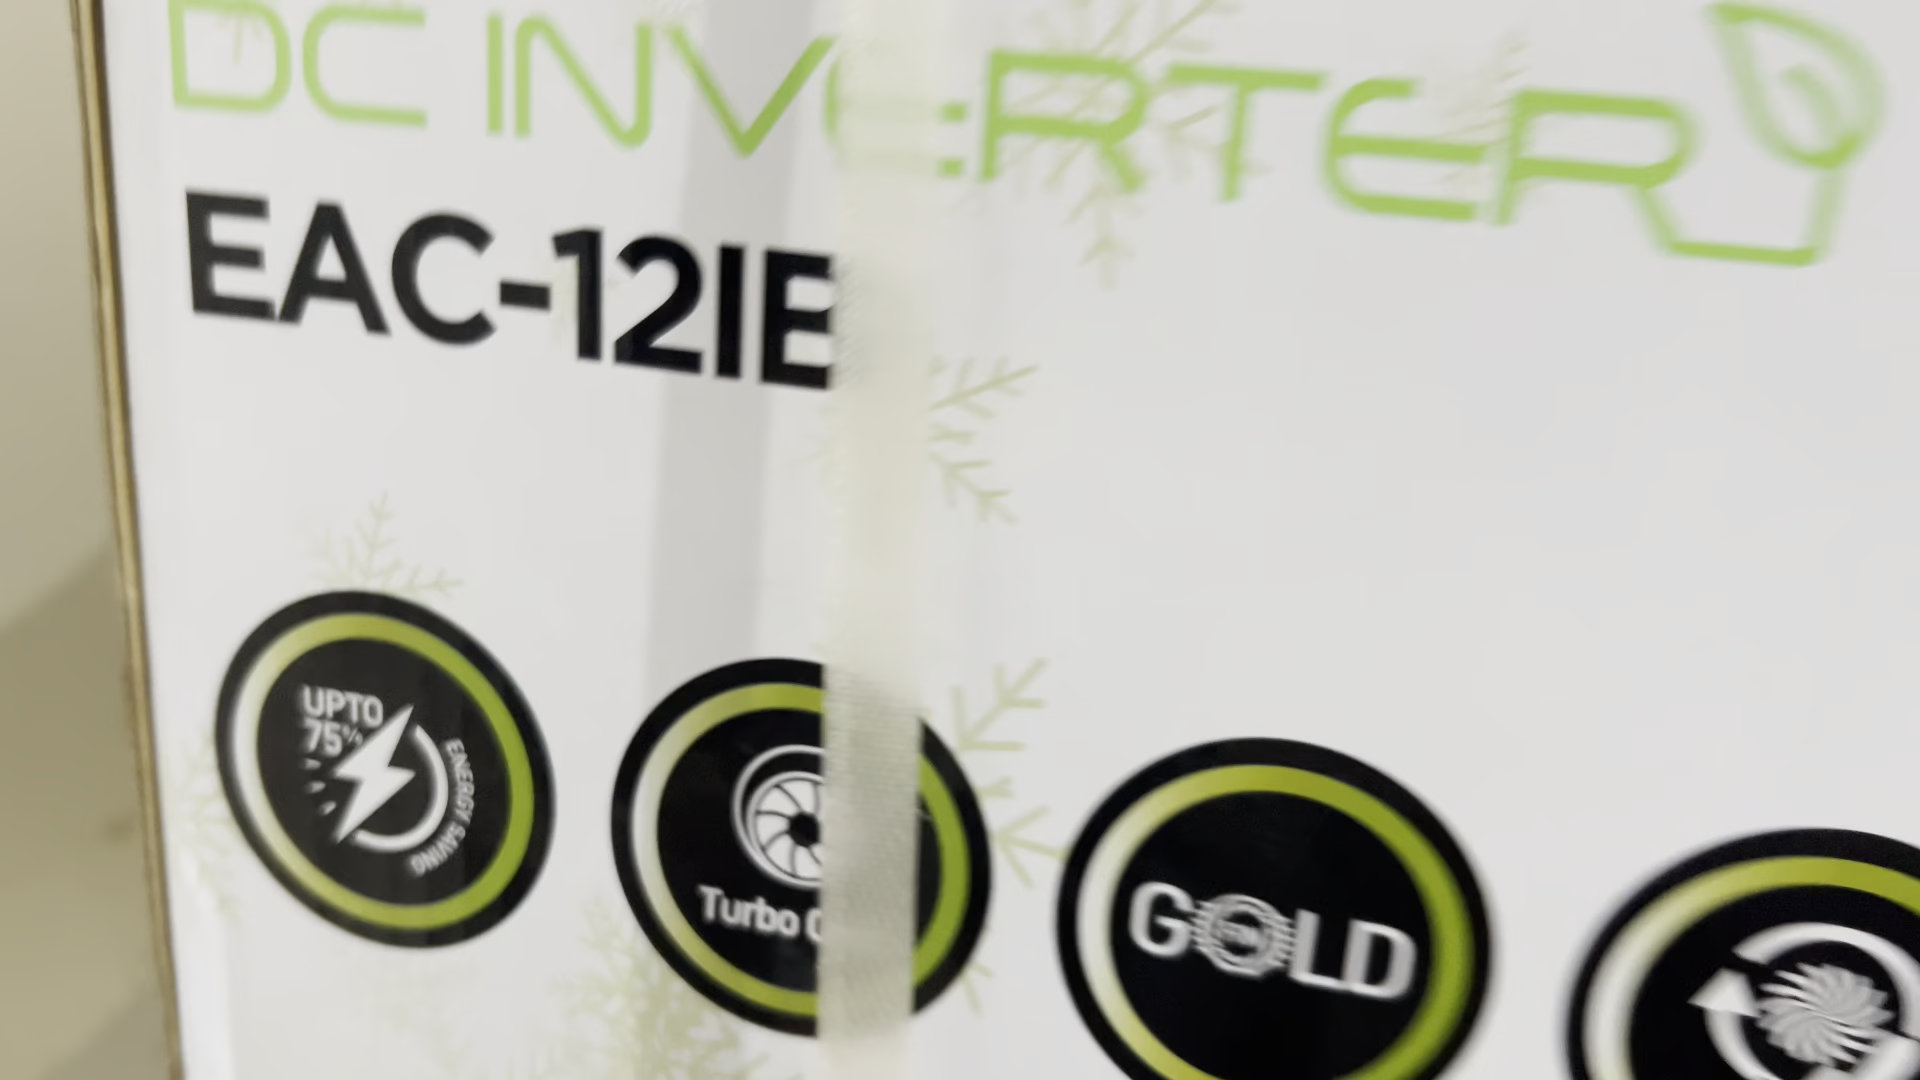 DC INVERTER
EAC-12IE
UPTO
75%
ENERGY SAVING
Turbo
GOLD